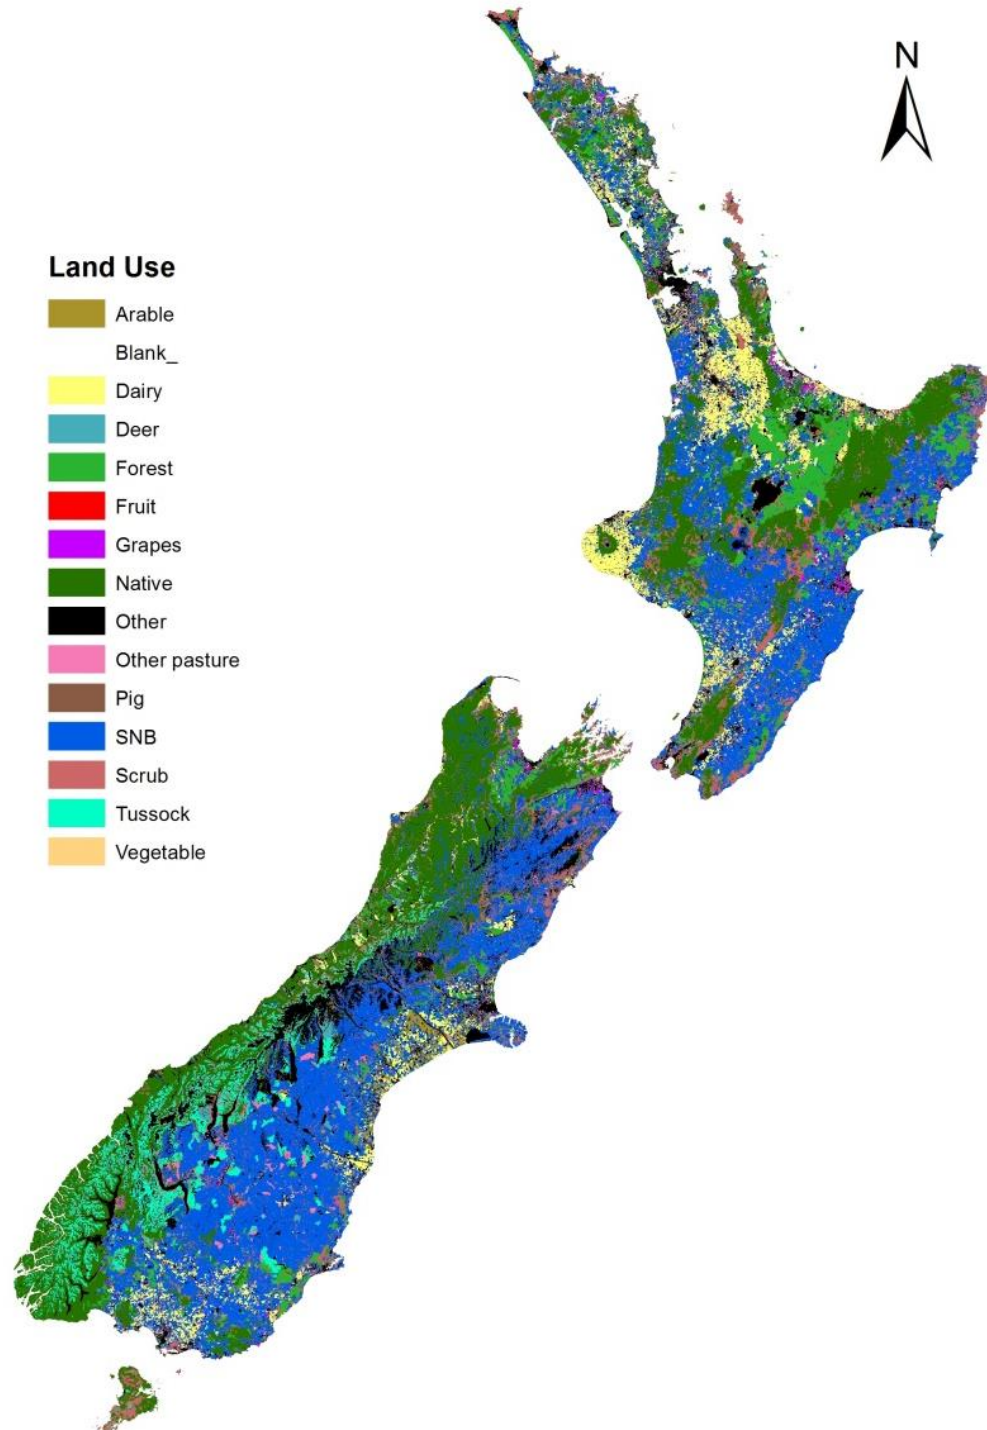 N
Land Use
Arable
Blank_
Dairy
Deer
Forest
Fruit
Grapes
Native
Other
Other pasture
Pig
SNB
Scrub
Tussock
Vegetable